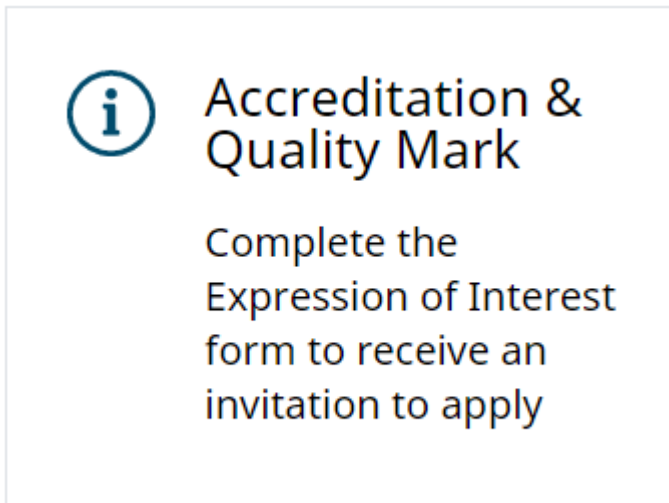 Accreditation &
Quality Mark
Complete the
Expression of Interest
form to receive an
invitation to apply